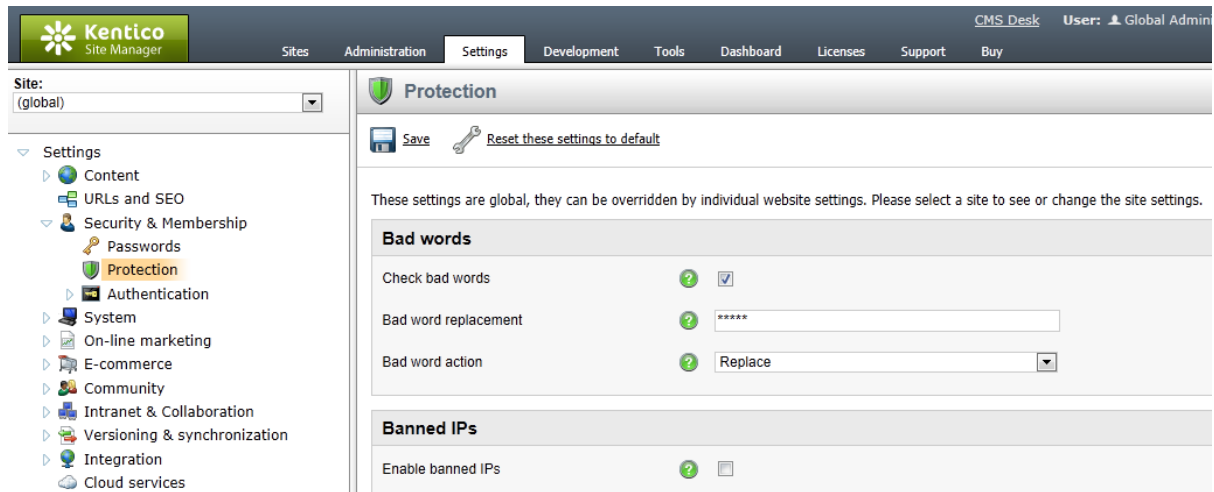 CMS Desk User: Global Admini
Kentico
Site Manager
Sites Administration Settings Development Tools Dashboard Licenses Support Buy
Site:
(global)
Settings
Content
URLs and SEO
Security & Membership
Passwords
Protection
Authentication
System
On-line marketing
E-commerce
Community
Intranet & Collaboration
Versioning & synchronization
Integration
Cloud services
Protection
Save Reset these settings to default
These settings are global, they can be overridden by individual website settings. Please select a site to see or change the site settings.
Bad words
Check bad words ?
Bad word replacement ? *****
Bad word action ? Replace
Banned IPs
Enable banned IPs ?